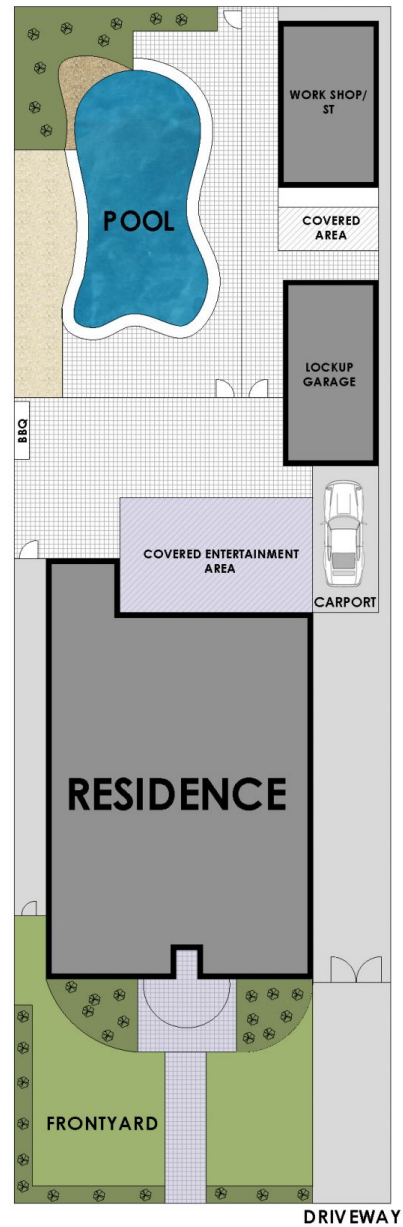 WORK SHOP/
ST
POOL
COVERED
AREA
LOCKUP
GARAGE
BBQ
COVERED ENTERTAINMENT
AREA
CARPORT
RESIDENCE
FRONTYARD
DRIVEWAY